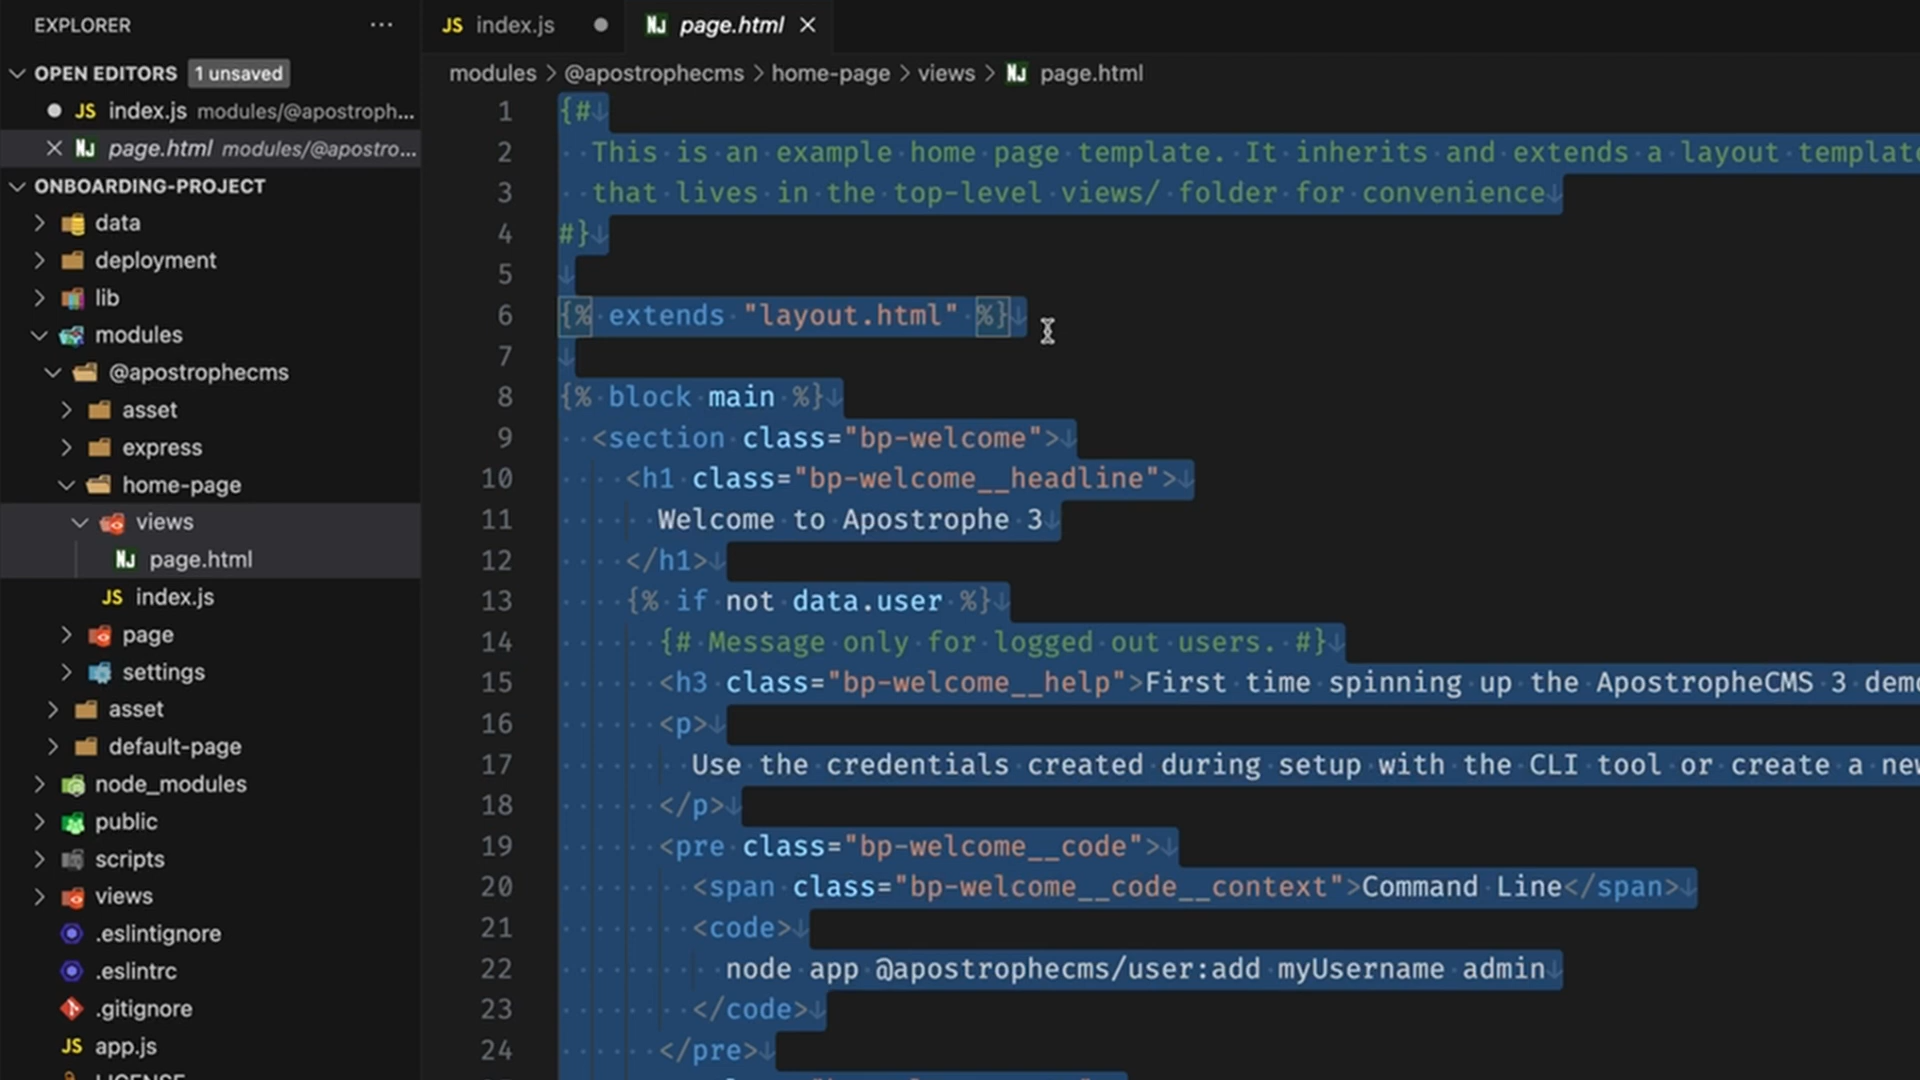 EXPLORER
OPEN EDITORS 1 unsaved
JS index.js modules/@apostroph...
page.html modules/@apostro...
ONBOARDING-PROJECT
data
deployment
lib
modules
@apostrophecms
asset
express
home-page
views
page.html
JS index.js
page
settings
asset
default-page
node_modules
public
scripts
views
.eslintignore
.eslintrc
.gitignore
JS app.js
LICENSE
JS index.js
page.html
modules > @apostrophecms > home-page > views > page.html
1 {#
2 This is an example home page template. It inherits and extends a layout
3 that lives in the top-level views/ folder for convenience
4 #}
5
6 {% extends "layout.html" %}
7
8 {% block main %}
9 <section class="bp-welcome">
10 <h1 class="bp-welcome__headline">
11 Welcome to Apostrophe 3
12 </h1>
13 {% if not data.user %}
14 {# Message only for logged out users. #}
15 <h3 class="bp-welcome__help">First time spinning up the ApostropheCMS 3
16 <p>
17 Use the credentials created during setup with the CLI tool or create a
18 </p>
19 <pre class="bp-welcome__code">
20 <span class="bp-welcome__code__context">Command Line</span>
21 <code>
22 node app @apostrophecms/user:add myUsername admin
23 </code>
24 </pre>